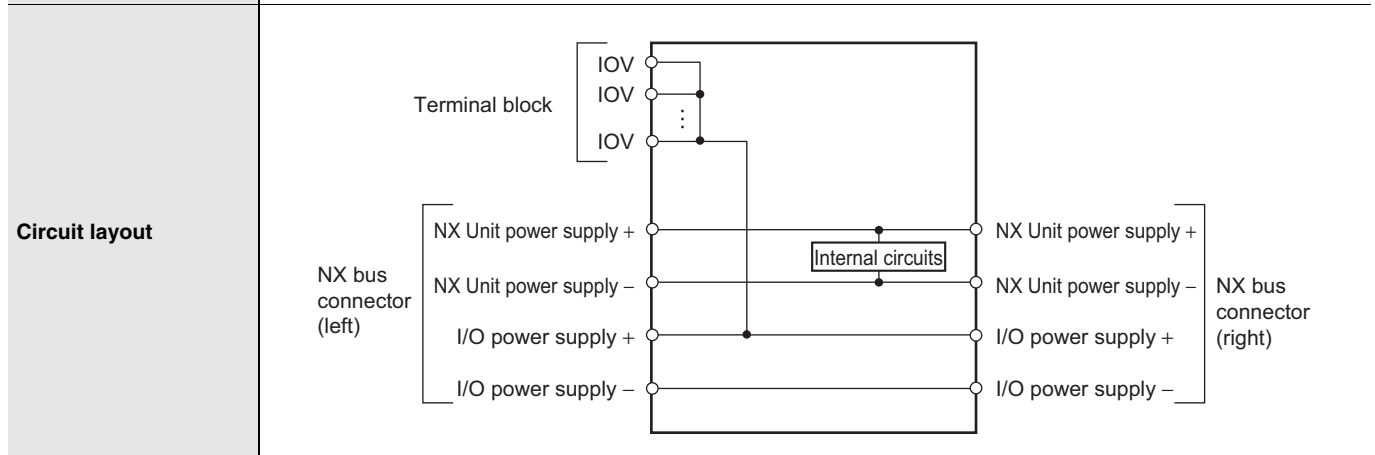 Circuit layout
Terminal block
IOV
IOV
⋮
IOV
NX bus
connector
(left)
NX Unit power supply +
NX Unit power supply –
I/O power supply +
I/O power supply –
Internal circuits
NX Unit power supply +
NX Unit power supply –
I/O power supply +
I/O power supply –
NX bus
connector
(right)